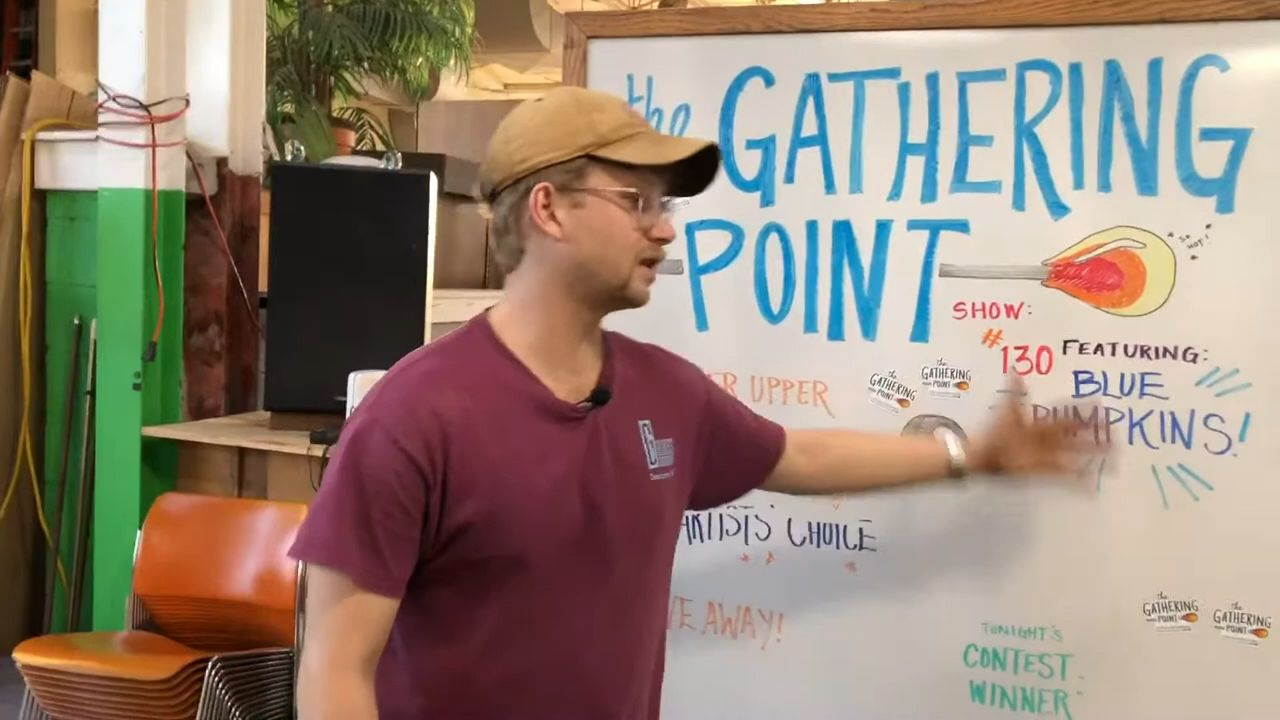 the GATHERING
POINT
SO HOT!
SHOW:
#130 FEATURING:
BLUE
PUMPKINS!
UPPER
the GATHERING POINT
the GATHERING POINT
ARTISTS' CHOICE
AWAY!
TONIGHT'S
CONTEST
WINNER
the GATHERING POINT
the GATHERING POINT